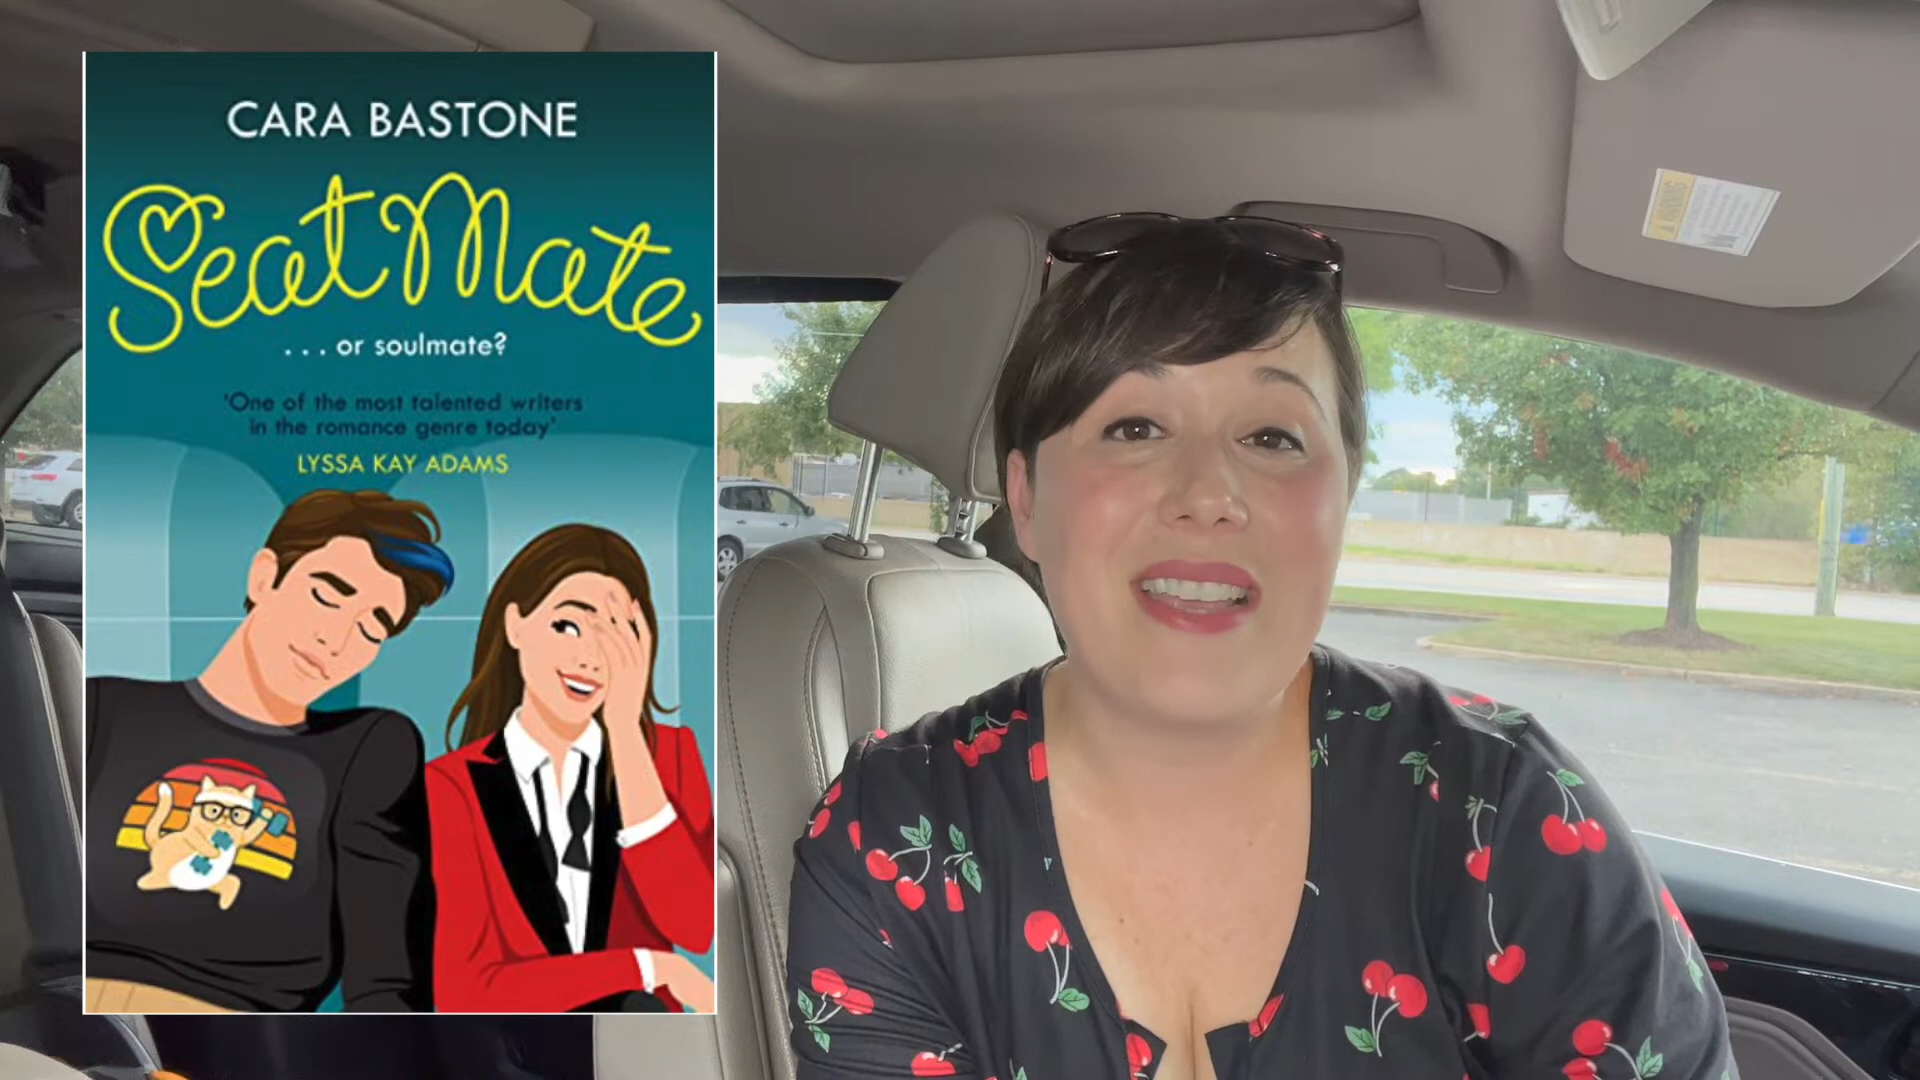 CARA BASTONE
SeatMate
...or soulmate?
'One of the most talented writers
in the romance genre today'
LYSSA KAY ADAMS
WARNING